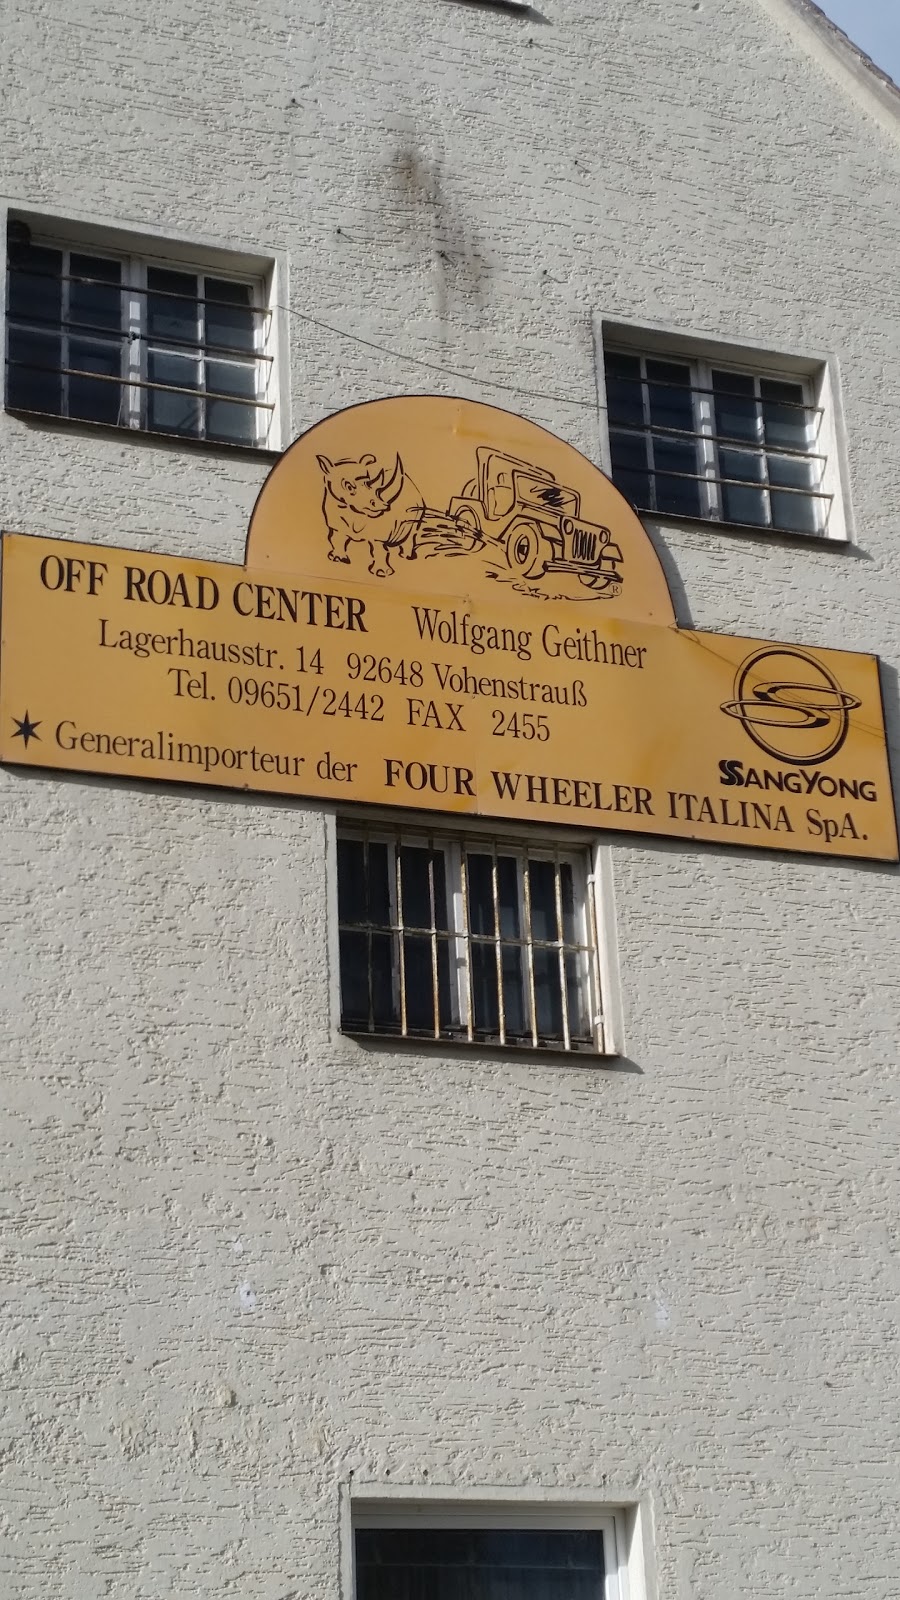 ®
OFF ROAD CENTER Wolfgang Geithner
Lagerhausstr. 14 92648 Vohenstrauß
Tel. 09651/2442 FAX 2455
SSANGYONG
✶ Generalimporteur der FOUR WHEELER ITALINA SpA.